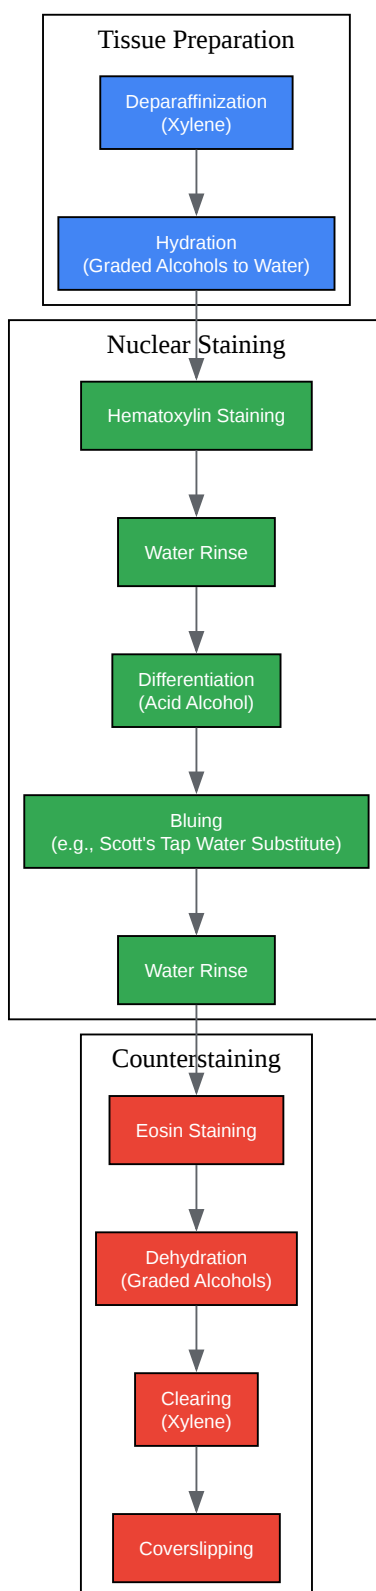 Tissue Preparation
Deparaffinization
(Xylene)
Hydration
(Graded Alcohols to Water)
Nuclear Staining
Hematoxylin Staining
Water Rinse
Differentiation
(Acid Alcohol)
Bluing
(e.g., Scott's Tap Water Substitute)
Water Rinse
Counterstaining
Eosin Staining
Dehydration
(Graded Alcohols)
Clearing
(Xylene)
Coverslipping